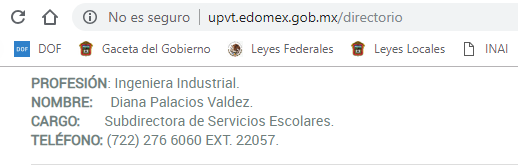 No es seguro | upvt.edomex.gob.mx/directorio
DOF DOF Gaceta del Gobierno Leyes Federales Leyes Locales INAI
PROFESIÓN: Ingeniera Industrial.
NOMBRE: Diana Palacios Valdez.
CARGO: Subdirectora de Servicios Escolares.
TELÉFONO: (722) 276 6060 EXT. 22057.